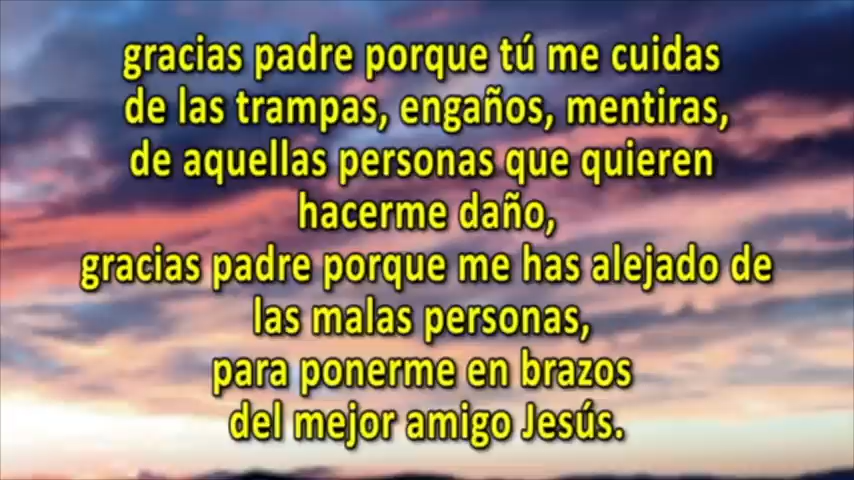 gracias padre porque tú me cuidas
de las trampas, engaños, mentiras,
de aquellas personas que quieren
hacerme daño,
gracias padre porque me has alejado de
las malas personas,
para ponerme en brazos
del mejor amigo Jesús.